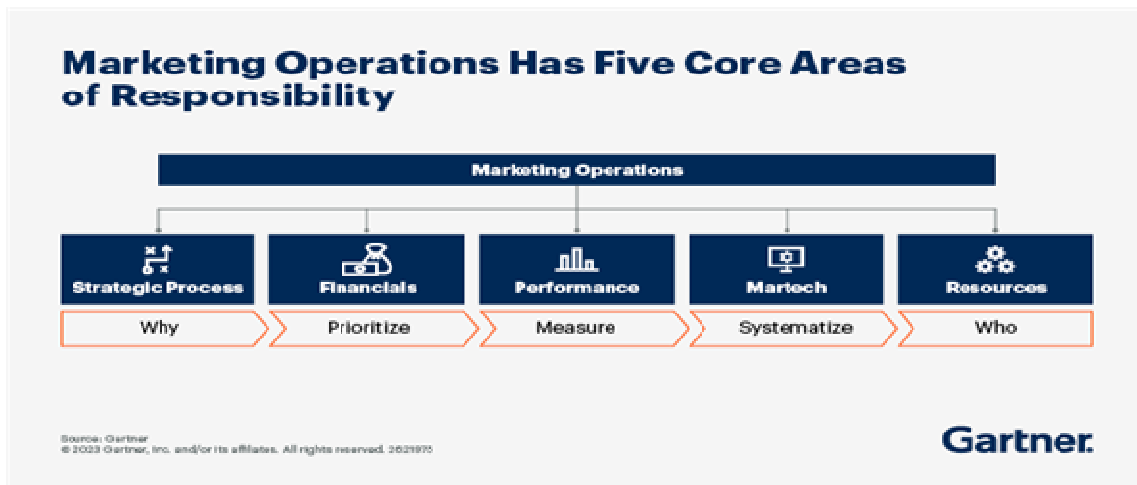 Marketing Operations Has Five Core Areas
of Responsibility
Marketing Operations
Strategic Process
Financials
Performance
Martech
Resources
Why
Prioritize
Measure
Systematize
Who
Source: Gartner
© 2023 Gartner, Inc. and/or its affiliates. All rights reserved. 2621975
Gartner.